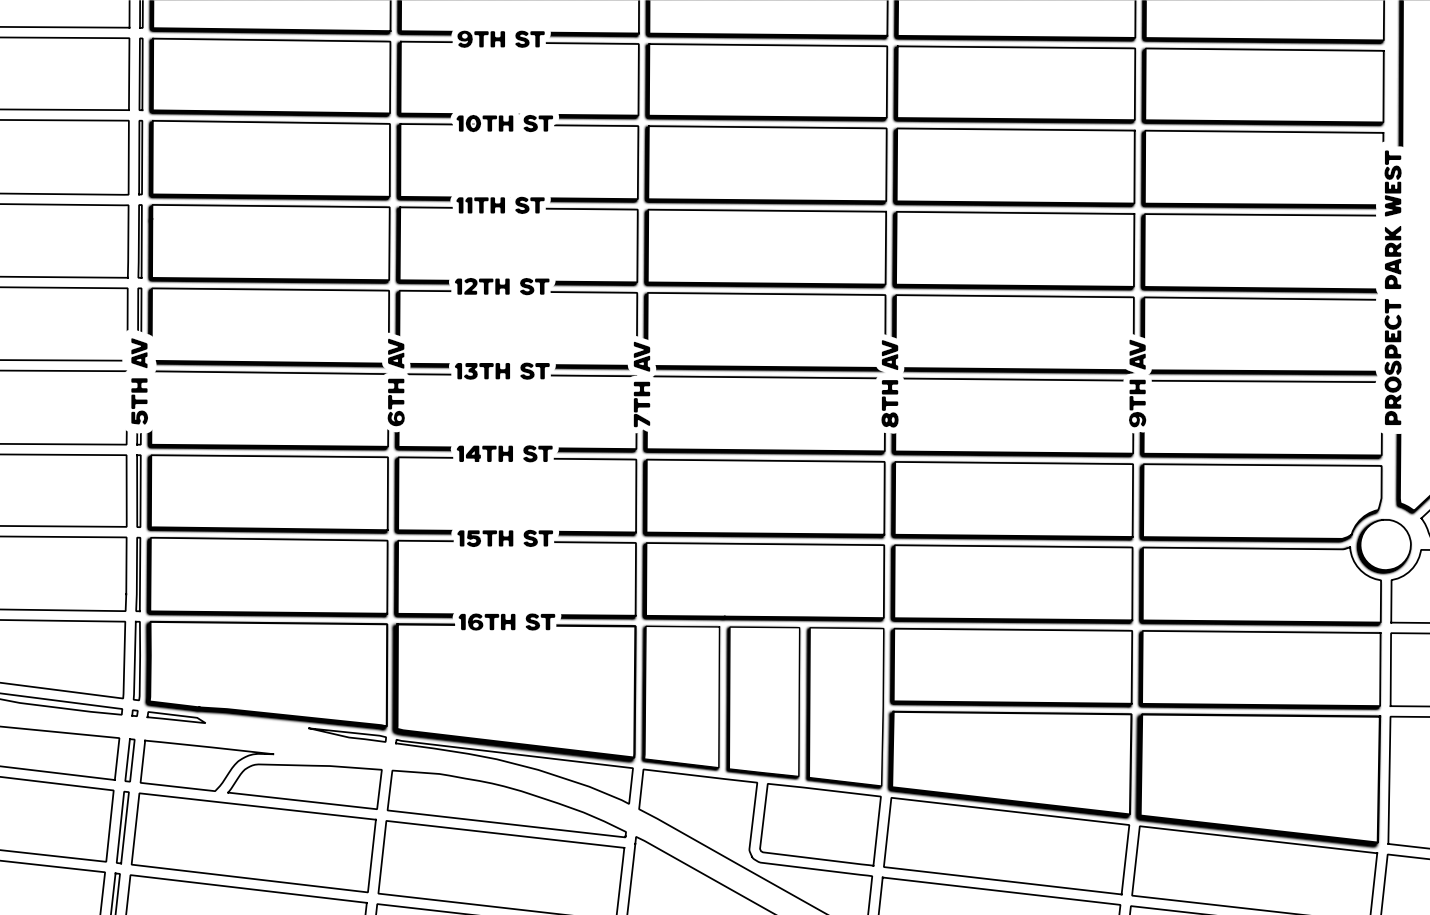 9TH ST
10TH ST
11TH ST
12TH ST
13TH ST
14TH ST
15TH ST
16TH ST
5TH AV
6TH AV
7TH AV
8TH AV
9TH AV
PROSPECT PARK WEST